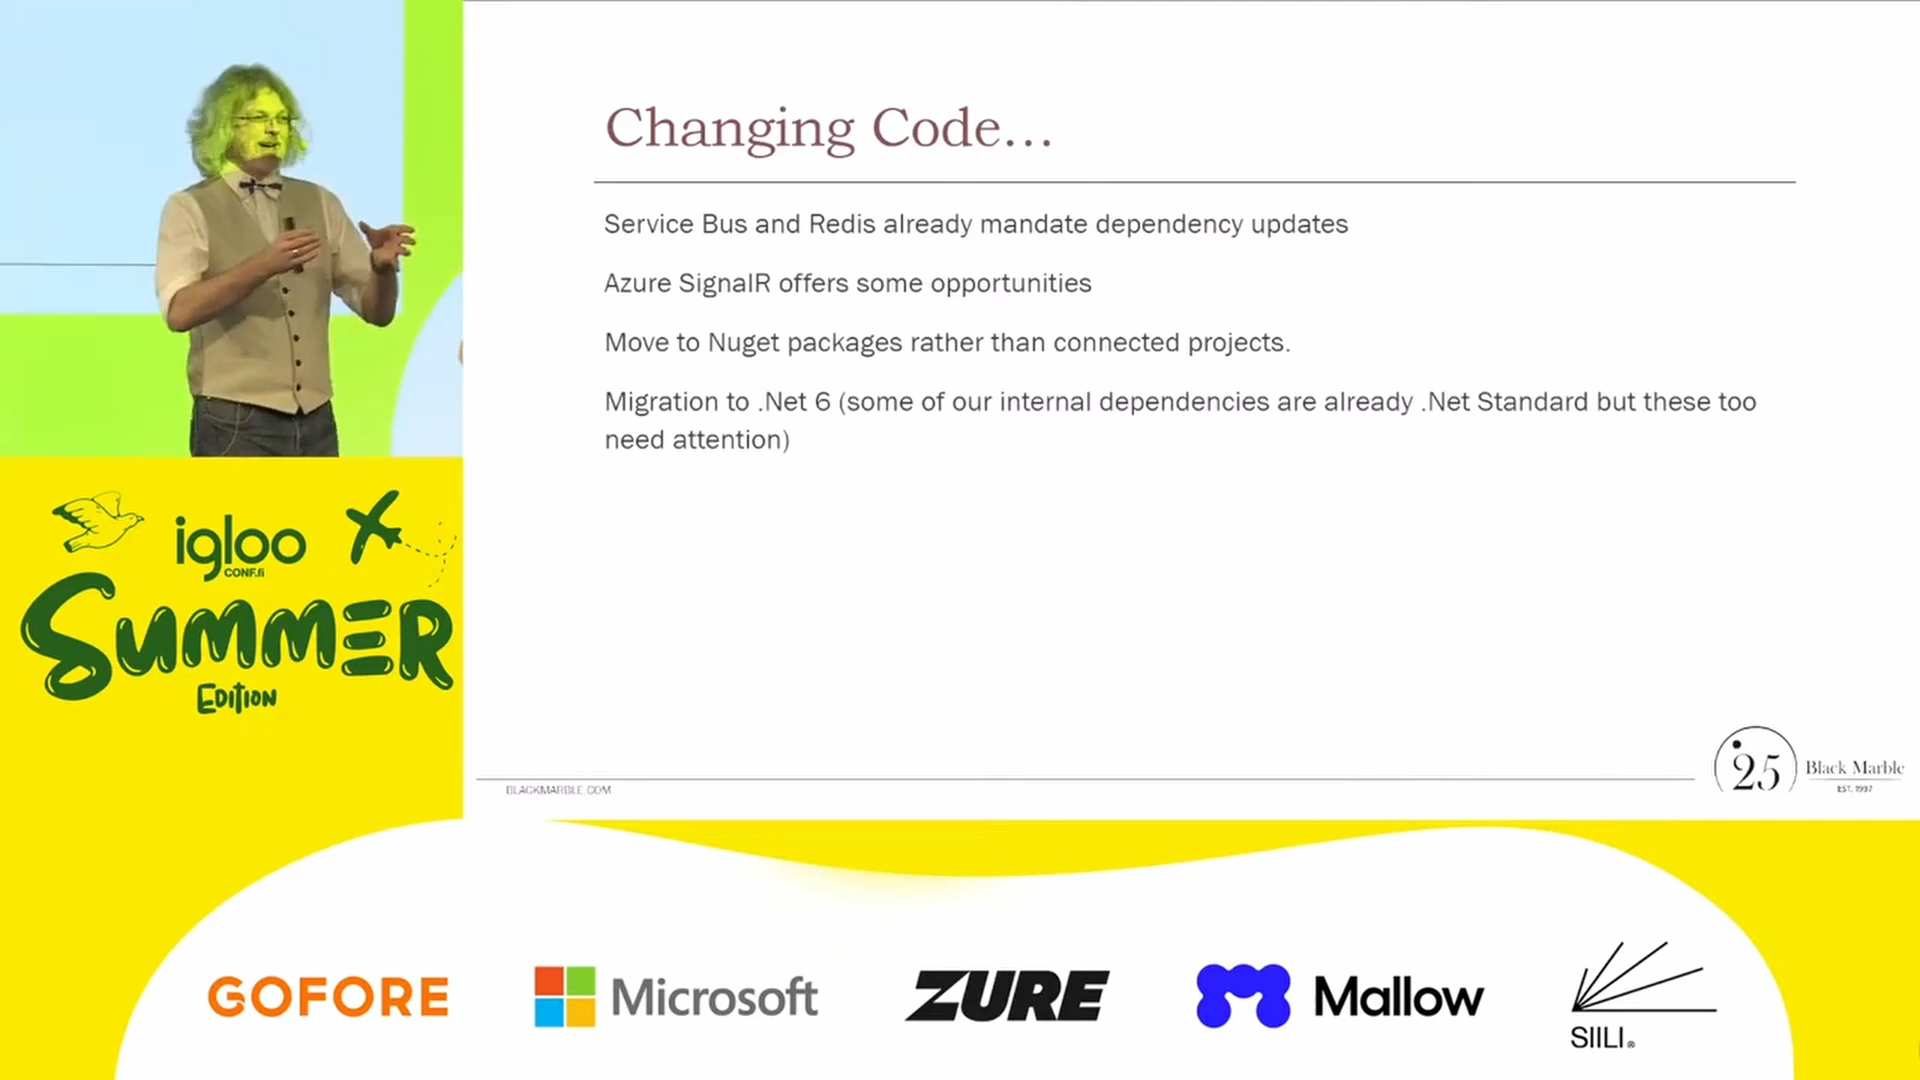 Changing Code...
Service Bus and Redis already mandate dependency updates
Azure SignalR offers some opportunities
Move to Nuget packages rather than connected projects.
Migration to .Net 6 (some of our internal dependencies are already .Net Standard but these too
need attention)
igloo
CONF.fi
SUMMER
EDITION
BLACKMARBLE.COM
25
Black Marble
EST. 1997
GOFORE
Microsoft
ZURE
Mallow
SIILI®